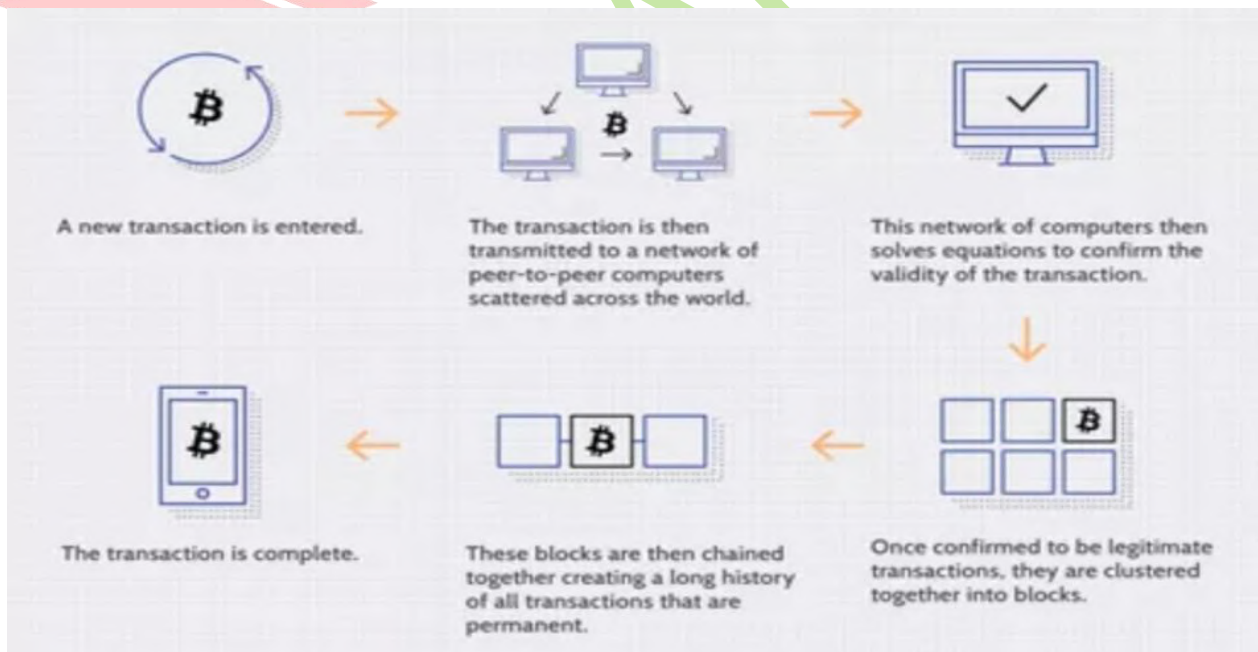 A new transaction is entered.
The transaction is then
transmitted to a network of
peer-to-peer computers
scattered across the world.
This network of computers then
solves equations to confirm the
validity of the transaction.
Once confirmed to be legitimate
transactions, they are clustered
together into blocks.
These blocks are then chained
together creating a long history
of all transactions that are
permanent.
The transaction is complete.